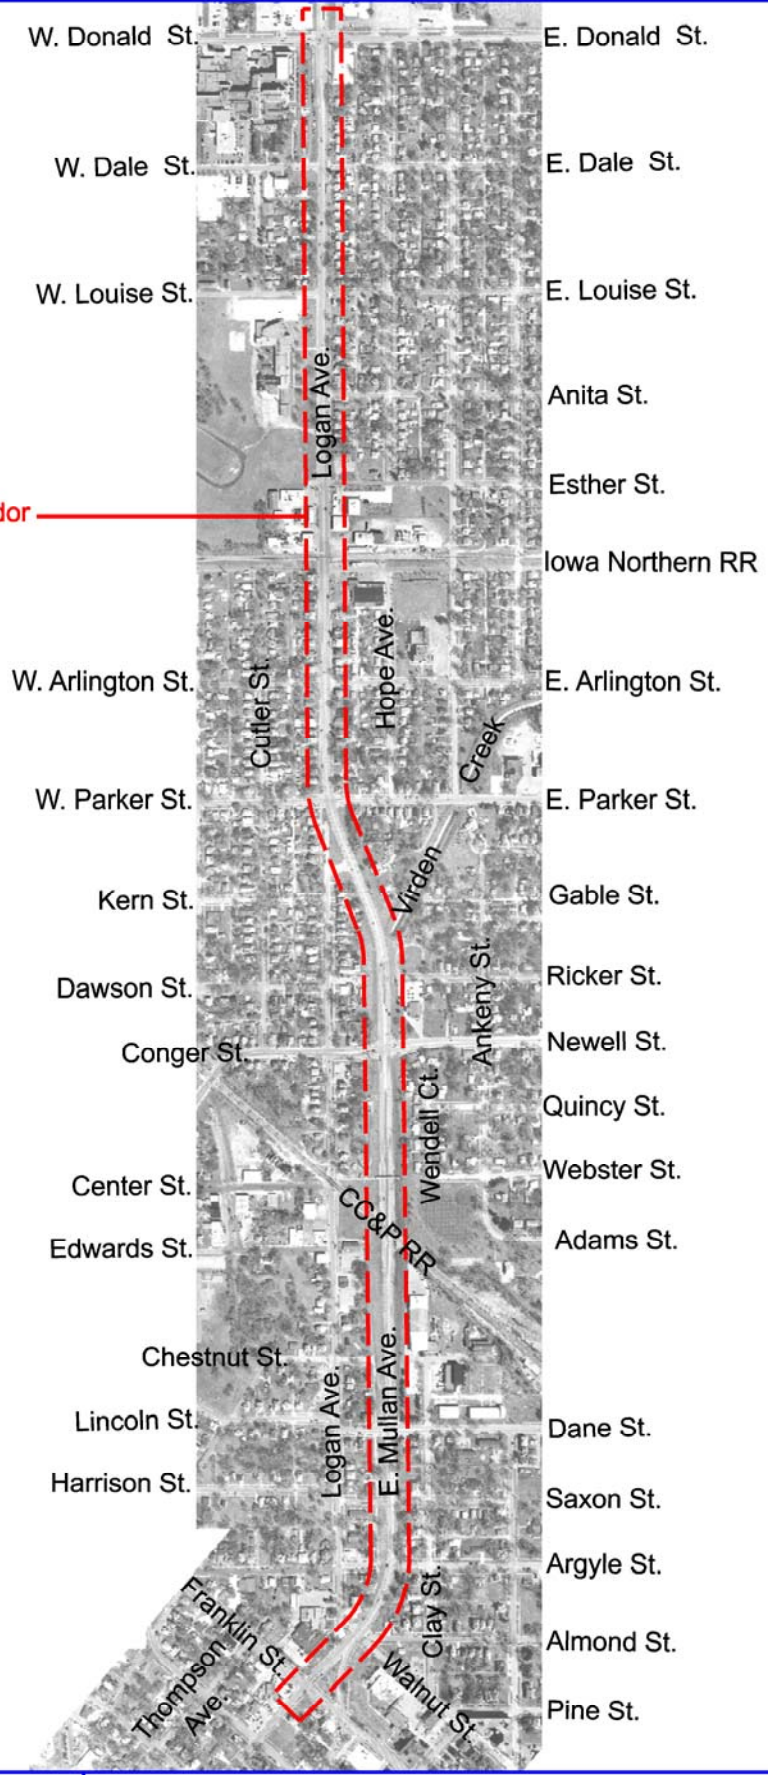 W. Donald St.
E. Donald St.
W. Dale St.
E. Dale St.
W. Louise St.
E. Louise St.
Logan Ave.
Anita St.
Esther St.
dor
Iowa Northern RR
W. Arlington St.
Cutler St.
Hope Ave.
E. Arlington St.
Creek
W. Parker St.
E. Parker St.
Virden
Kern St.
Gable St.
Dawson St.
Ankeny St.
Ricker St.
Conger St.
Newell St.
Wendell Ct.
Quincy St.
Center St.
Webster St.
CC&P RR
Edwards St.
Adams St.
Chestnut St.
Logan Ave.
E. Mullan Ave.
Lincoln St.
Dane St.
Harrison St.
Saxon St.
Argyle St.
Franklin St.
Clay St.
Thompson
Ave.
Walnut St.
Almond St.
Pine St.